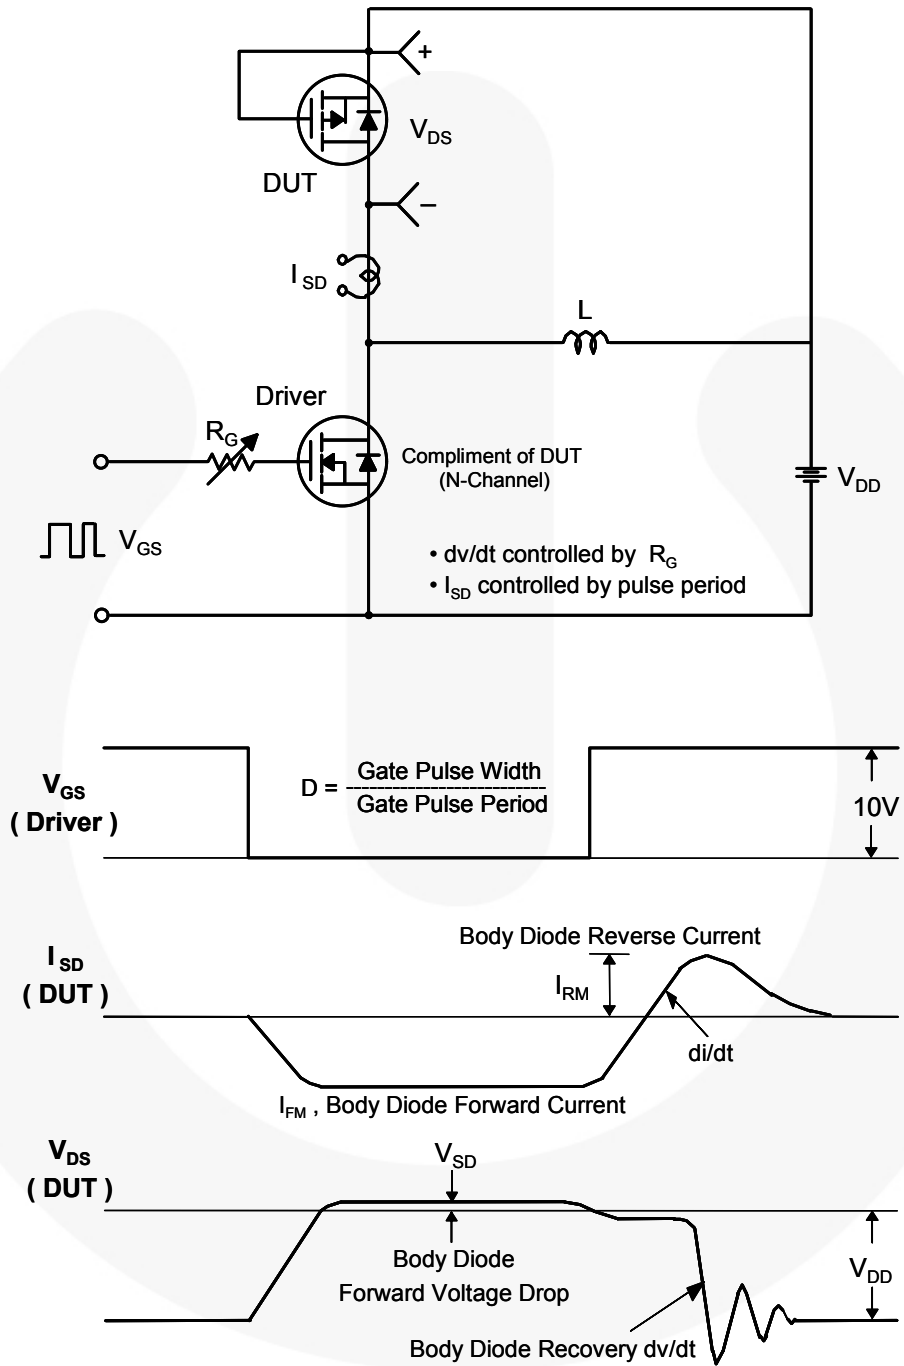 +
V_DS
DUT
–
I_SD
L
Driver
R_G
Compliment of DUT
(N-Channel)
V_DD
V_GS
• dv/dt controlled by R_G
• I_SD controlled by pulse period
V_GS
( Driver )
D = Gate Pulse Width
Gate Pulse Period
10V
I_SD
( DUT )
Body Diode Reverse Current
I_RM
di/dt
I_FM , Body Diode Forward Current
V_DS
( DUT )
V_SD
Body Diode
Forward Voltage Drop
V_DD
Body Diode Recovery dv/dt